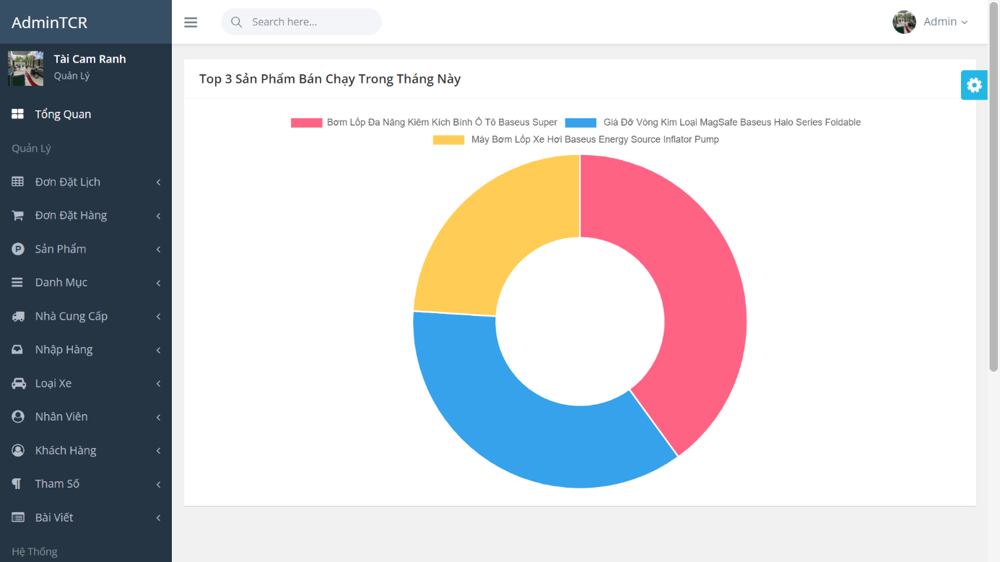 AdminTCR
Search here...
Admin
Tài Cam Ranh
Quản Lý
Tổng Quan
Quản Lý
Đơn Đặt Lịch
Đơn Đặt Hàng
Sản Phẩm
Danh Mục
Nhà Cung Cấp
Nhập Hàng
Loại Xe
Nhân Viên
Khách Hàng
Tham Số
Bài Viết
Hệ Thống
Top 3 Sản Phẩm Bán Chạy Trong Tháng Này
Bơm Lốp Đa Năng Kiêm Kích Bình Ô Tô Baseus Super
Giá Đỡ Vòng Kim Loại MagSafe Baseus Halo Series Foldable
Máy Bơm Lốp Xe Hơi Baseus Energy Source Inflator Pump